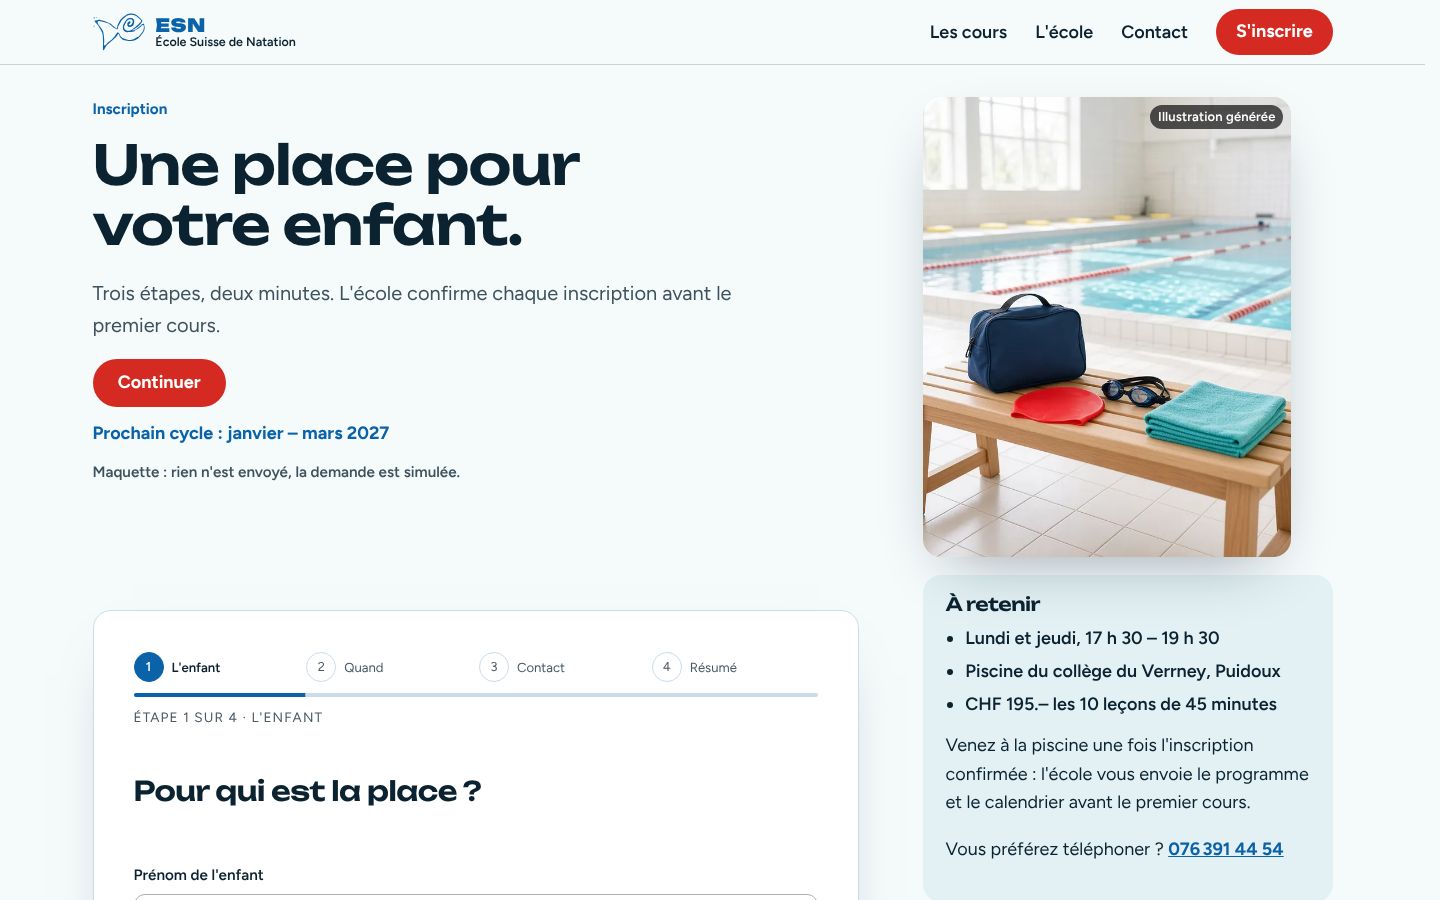 ESN
École Suisse de Natation
Les cours
L'école
Contact
S'inscrire
Inscription
Une place pour
votre enfant.
Trois étapes, deux minutes. L'école confirme chaque inscription avant le
premier cours.
Continuer
Prochain cycle : janvier – mars 2027
Maquette : rien n'est envoyé, la demande est simulée.
Illustration générée
1 L'enfant
2 Quand
3 Contact
4 Résumé
ÉTAPE 1 SUR 4 · L'ENFANT
Pour qui est la place ?
Prénom de l'enfant
À retenir
• Lundi et jeudi, 17 h 30 – 19 h 30
• Piscine du collège du Verrney, Puidoux
• CHF 195.– les 10 leçons de 45 minutes
Venez à la piscine une fois l'inscription
confirmée : l'école vous envoie le programme
et le calendrier avant le premier cours.
Vous préférez téléphoner ? 076 391 44 54